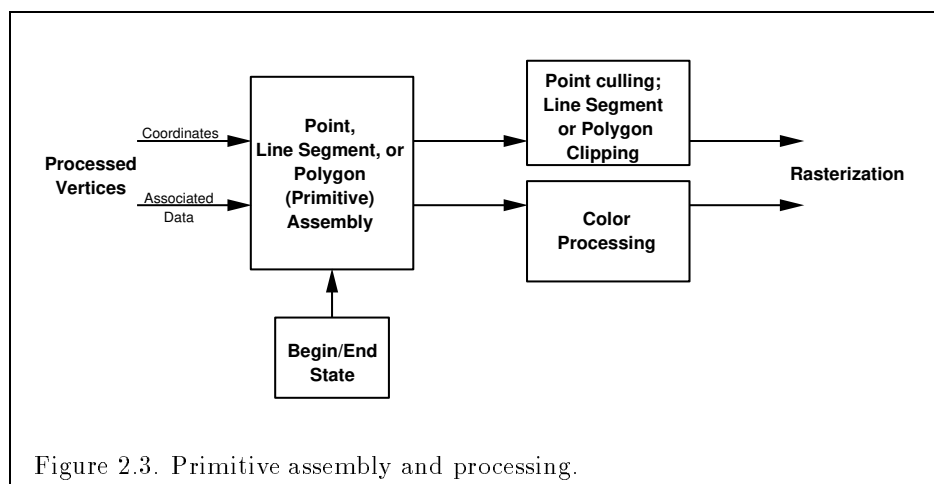 Processed
Vertices
Coordinates
Associated
Data
Point,
Line Segment, or
Polygon
(Primitive)
Assembly
Begin/End
State
Point culling;
Line Segment
or Polygon
Clipping
Color
Processing
Rasterization
Figure 2.3. Primitive assembly and processing.